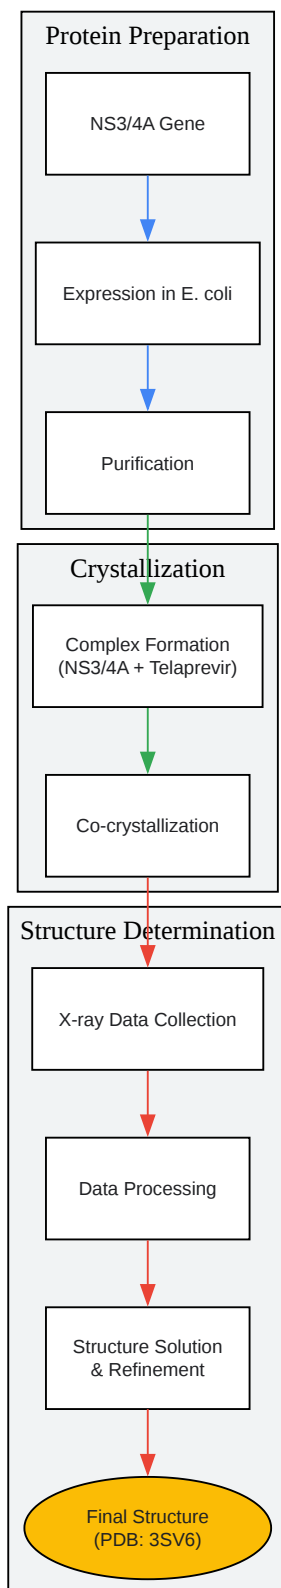 Protein Preparation
NS3/4A Gene
Expression in E. coli
Purification
Crystallization
Complex Formation
(NS3/4A + Telaprevir)
Co-crystallization
Structure Determination
X-ray Data Collection
Data Processing
Structure Solution
& Refinement
Final Structure
(PDB: 3SV6)